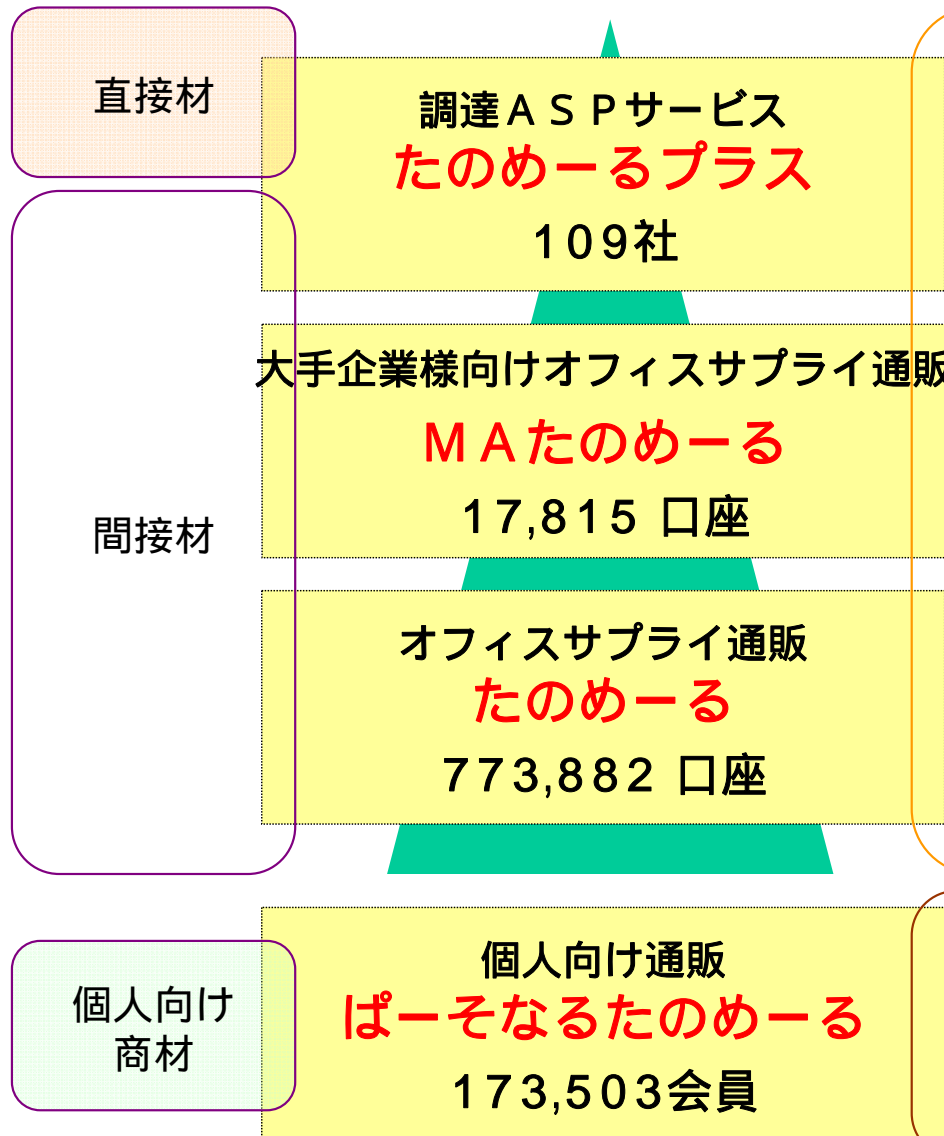 直接材
調達ＡＳＰサービス
たのめーるプラス
１０９社
大手企業様向けオフィスサプライ通販
ＭＡたのめーる
１７,８１５ 口座
間接材
オフィスサプライ通販
たのめーる
７７３,８８２ 口座
個人向け通販
ぱーそなるたのめーる
１７３,５０３会員
個人向け
商材